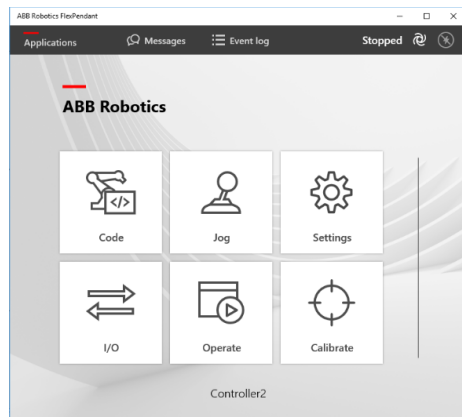 ABB Robotics FlexPendant
Applications Messages Event log Stopped
ABB Robotics
</>
Code Jog Settings
I/O Operate Calibrate
Controller2